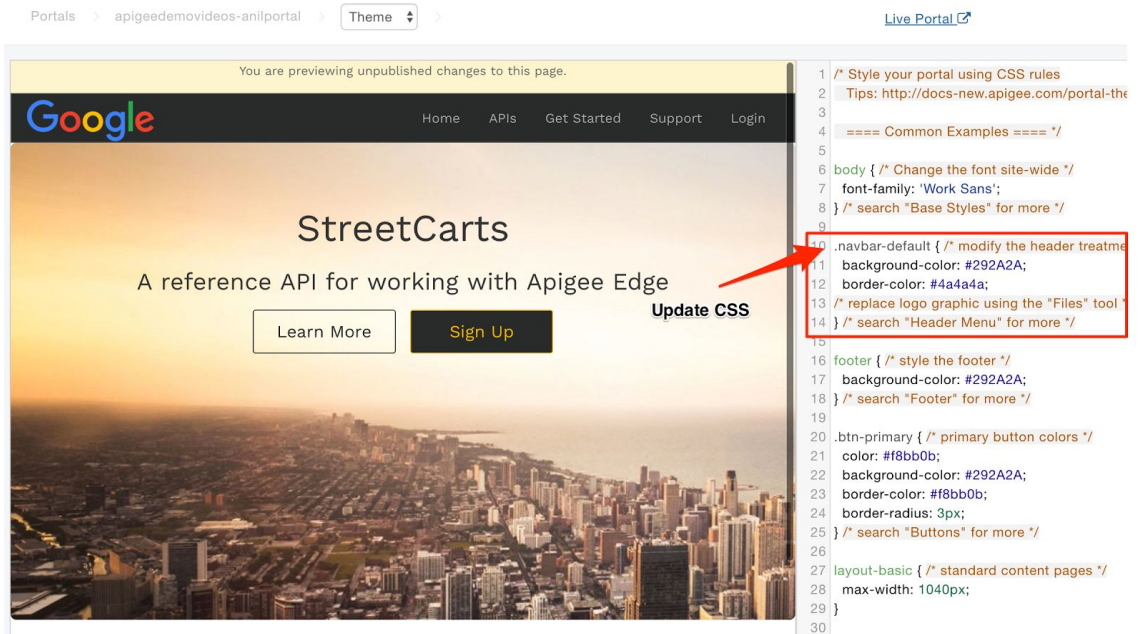 Portals
apigeedemovideos-anilportal
Theme
Live Portal
You are previewing unpublished changes to this page.
Google
Home APIs Get Started Support Login
StreetCarts
A reference API for working with Apigee Edge
Learn More
Sign Up
Update CSS
1 /* Style your portal using CSS rules
2 Tips: http://docs-new.apigee.com/portal-the
3
4 ==== Common Examples ==== */
5
6 body { /* Change the font site-wide */
7 font-family: 'Work Sans';
8 } /* search "Base Styles" for more */
9
10 .navbar-default { /* modify the header treatme
11 background-color: #292A2A;
12 border-color: #4a4a4a;
13 /* replace logo graphic using the "Files" tool *
14 } /* search "Header Menu" for more */
15
16 footer { /* style the footer */
17 background-color: #292A2A;
18 } /* search "Footer" for more */
19
20 .btn-primary { /* primary button colors */
21 color: #f8bb0b;
22 background-color: #292A2A;
23 border-color: #f8bb0b;
24 border-radius: 3px;
25 } /* search "Buttons" for more */
26
27 layout-basic { /* standard content pages */
28 max-width: 1040px;
29 }
30